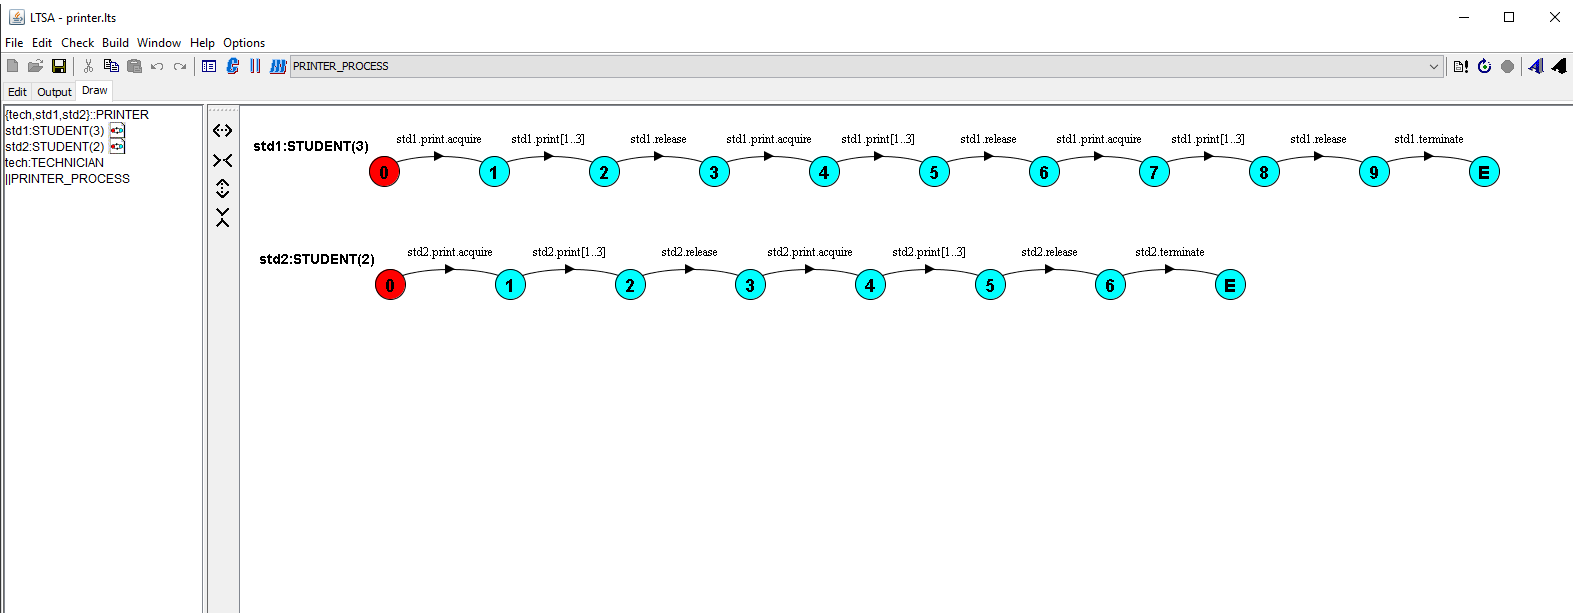 LTSA - printer.lts
File Edit Check Build Window Help Options
PRINTER_PROCESS
Edit Output Draw
{tech,std1,std2}::PRINTER
std1:STUDENT(3)
std2:STUDENT(2)
tech:TECHNICIAN
||PRINTER_PROCESS
std1.print.acquire std1.print[1..3] std1.release std1.print.acquire std1.print[1..3] std1.release std1.print.acquire std1.print[1..3] std1.release std1.terminate
std1:STUDENT(3)
0 1 2 3 4 5 6 7 8 9 E
std2.print.acquire std2.print[1..3] std2.release std2.print.acquire std2.print[1..3] std2.release std2.terminate
std2:STUDENT(2)
0 1 2 3 4 5 6 E